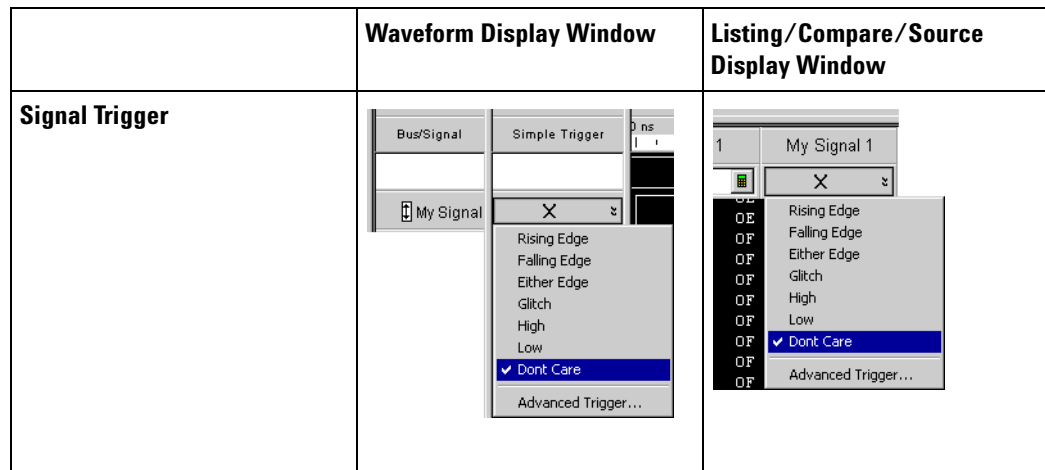 Waveform Display Window
Listing/Compare/Source
Display Window
Signal Trigger
Bus/Signal
Simple Trigger
0 ns
My Signal
X
Rising Edge
Falling Edge
Either Edge
Glitch
High
Low
Dont Care
Advanced Trigger...
1
My Signal 1
X
0E
0F
0F
0F
0F
0F
0F
0F
0F
Rising Edge
Falling Edge
Either Edge
Glitch
High
Low
Dont Care
Advanced Trigger...